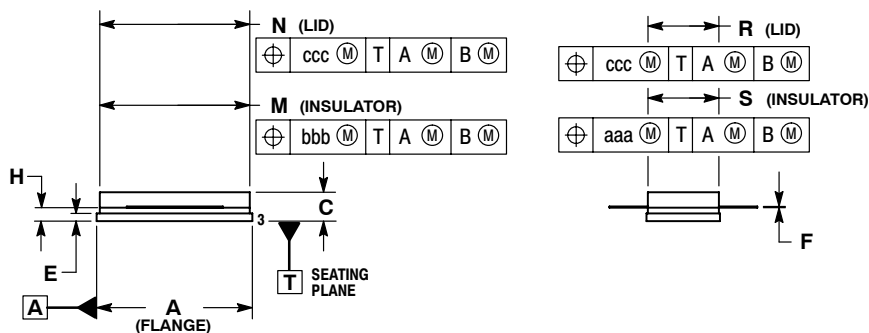 N (LID)
⌖ ccc Ⓜ T A Ⓜ B Ⓜ
M (INSULATOR)
⌖ bbb Ⓜ T A Ⓜ B Ⓜ
H
C
3
E
T SEATING
PLANE
A
A
(FLANGE)
R (LID)
⌖ ccc Ⓜ T A Ⓜ B Ⓜ
S (INSULATOR)
⌖ aaa Ⓜ T A Ⓜ B Ⓜ
F